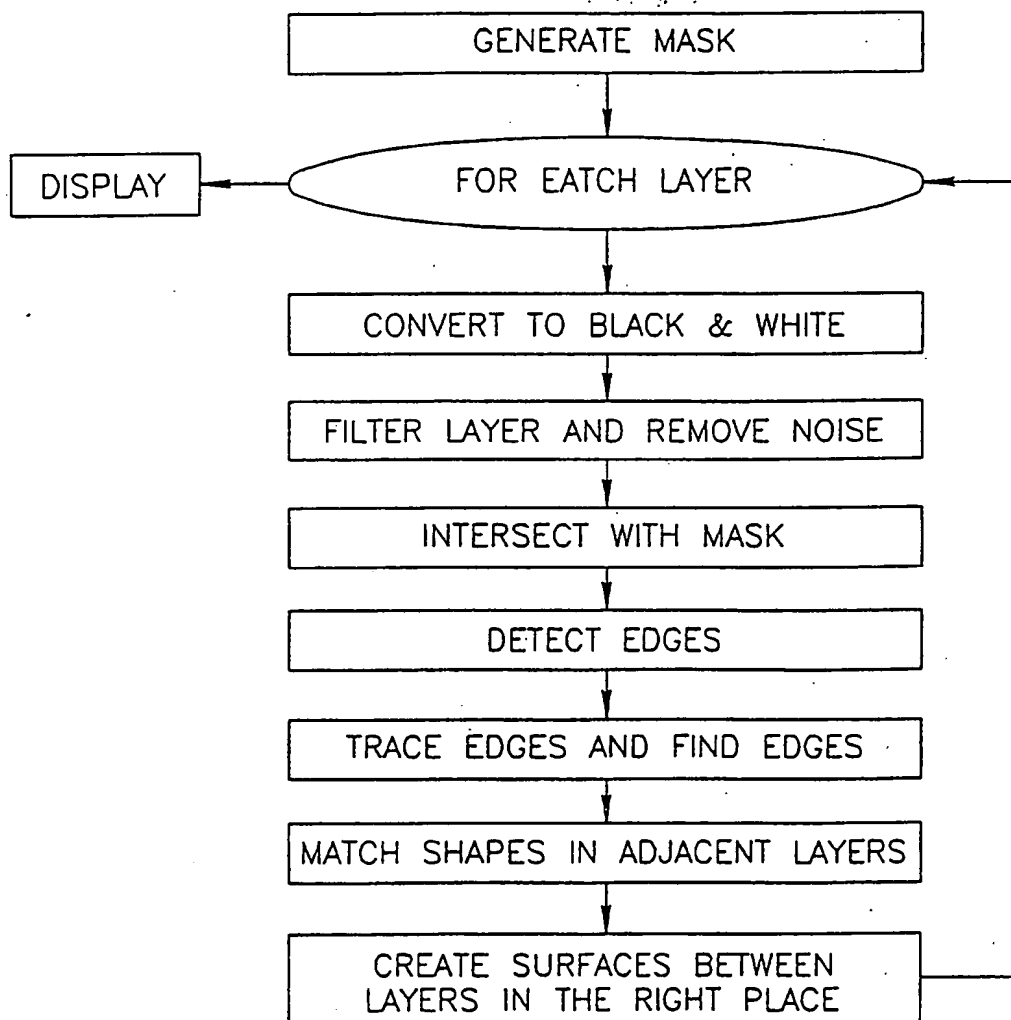 GENERATE MASK
DISPLAY
FOR EATCH LAYER
CONVERT TO BLACK & WHITE
FILTER LAYER AND REMOVE NOISE
INTERSECT WITH MASK
DETECT EDGES
TRACE EDGES AND FIND EDGES
MATCH SHAPES IN ADJACENT LAYERS
CREATE SURFACES BETWEEN
LAYERS IN THE RIGHT PLACE